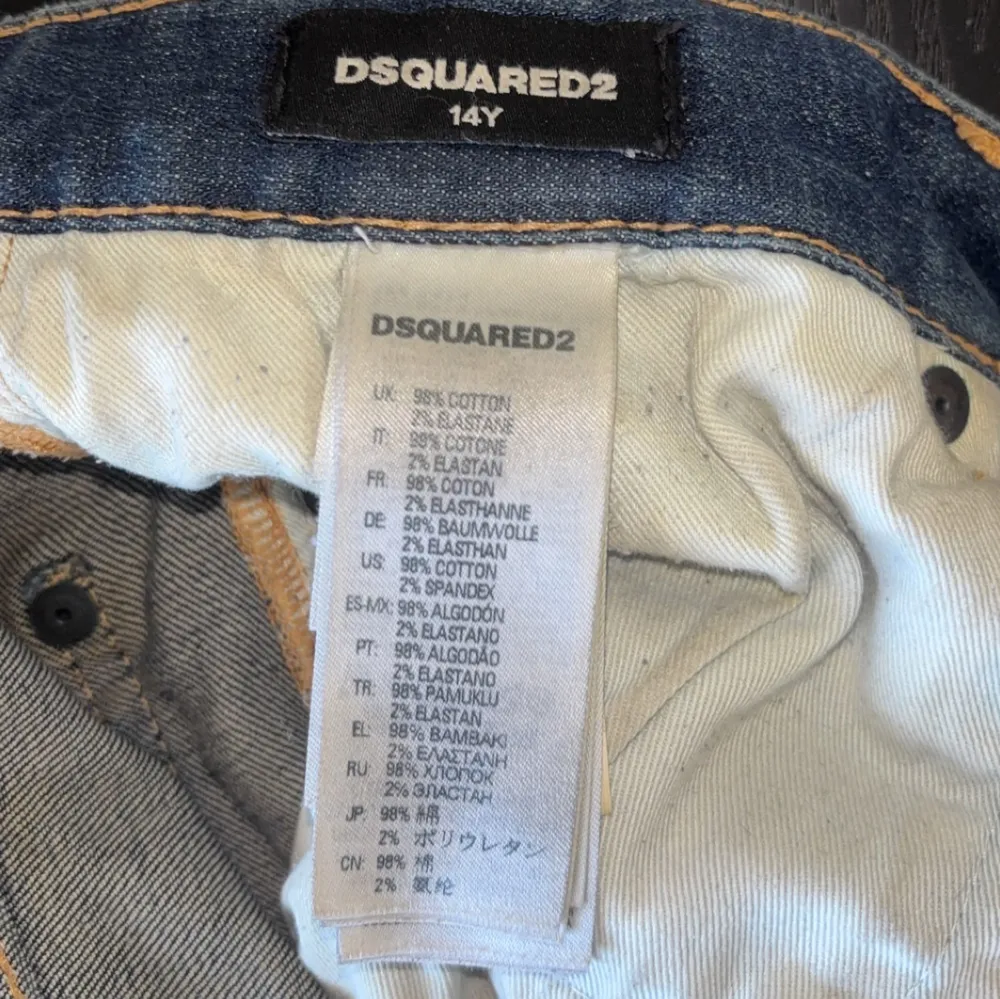 DSQUARED2
14Y
DSQUARED2
UK: 98% COTTON
2% ELASTANE
IT: 98% COTONE
2% ELASTAN
FR: 98% COTON
2% ELASTHANNE
DE: 98% BAUMWOLLE
2% ELASTHAN
US: 98% COTTON
2% SPANDEX
ES-MX: 98% ALGODÓN
2% ELASTANO
PT: 98% ALGODÃO
2% ELASTANO
TR: 98% PAMUKLU
2% ELASTAN
EL: 98% ΒΑΜΒΑΚΙ
2% ΕΛΑΣΤΑΝΗ
RU: 98% ХЛОПОК
2% ЭЛАСТАН
JP: 98% 綿
2% ポリウレタン
CN: 98% 棉
2% 氨纶